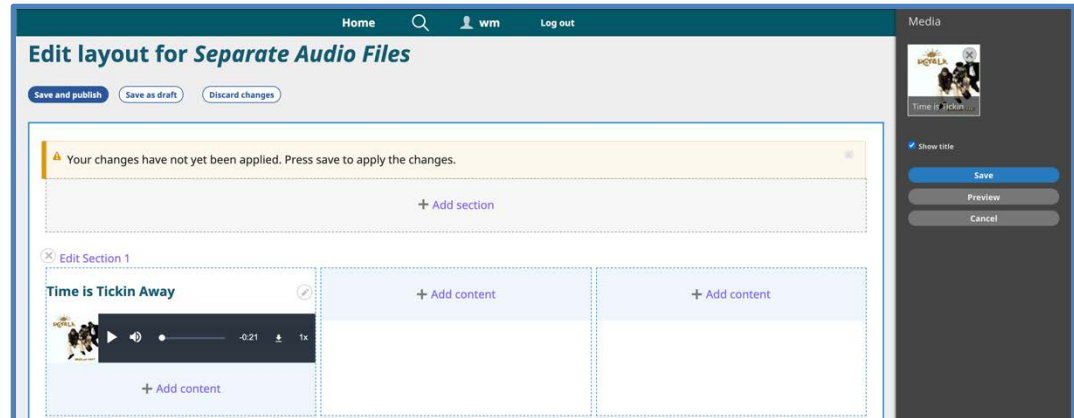 Home wm Log out
Edit layout for Separate Audio Files
Save and publish Save as draft Discard changes
Your changes have not yet been applied. Press save to apply the changes.
+ Add section
Edit Section 1
Time is Tickin Away
-0:21 1x
+ Add content
+ Add content
+ Add content
Media
Time is Tickin ...
Show title
Save
Preview
Cancel